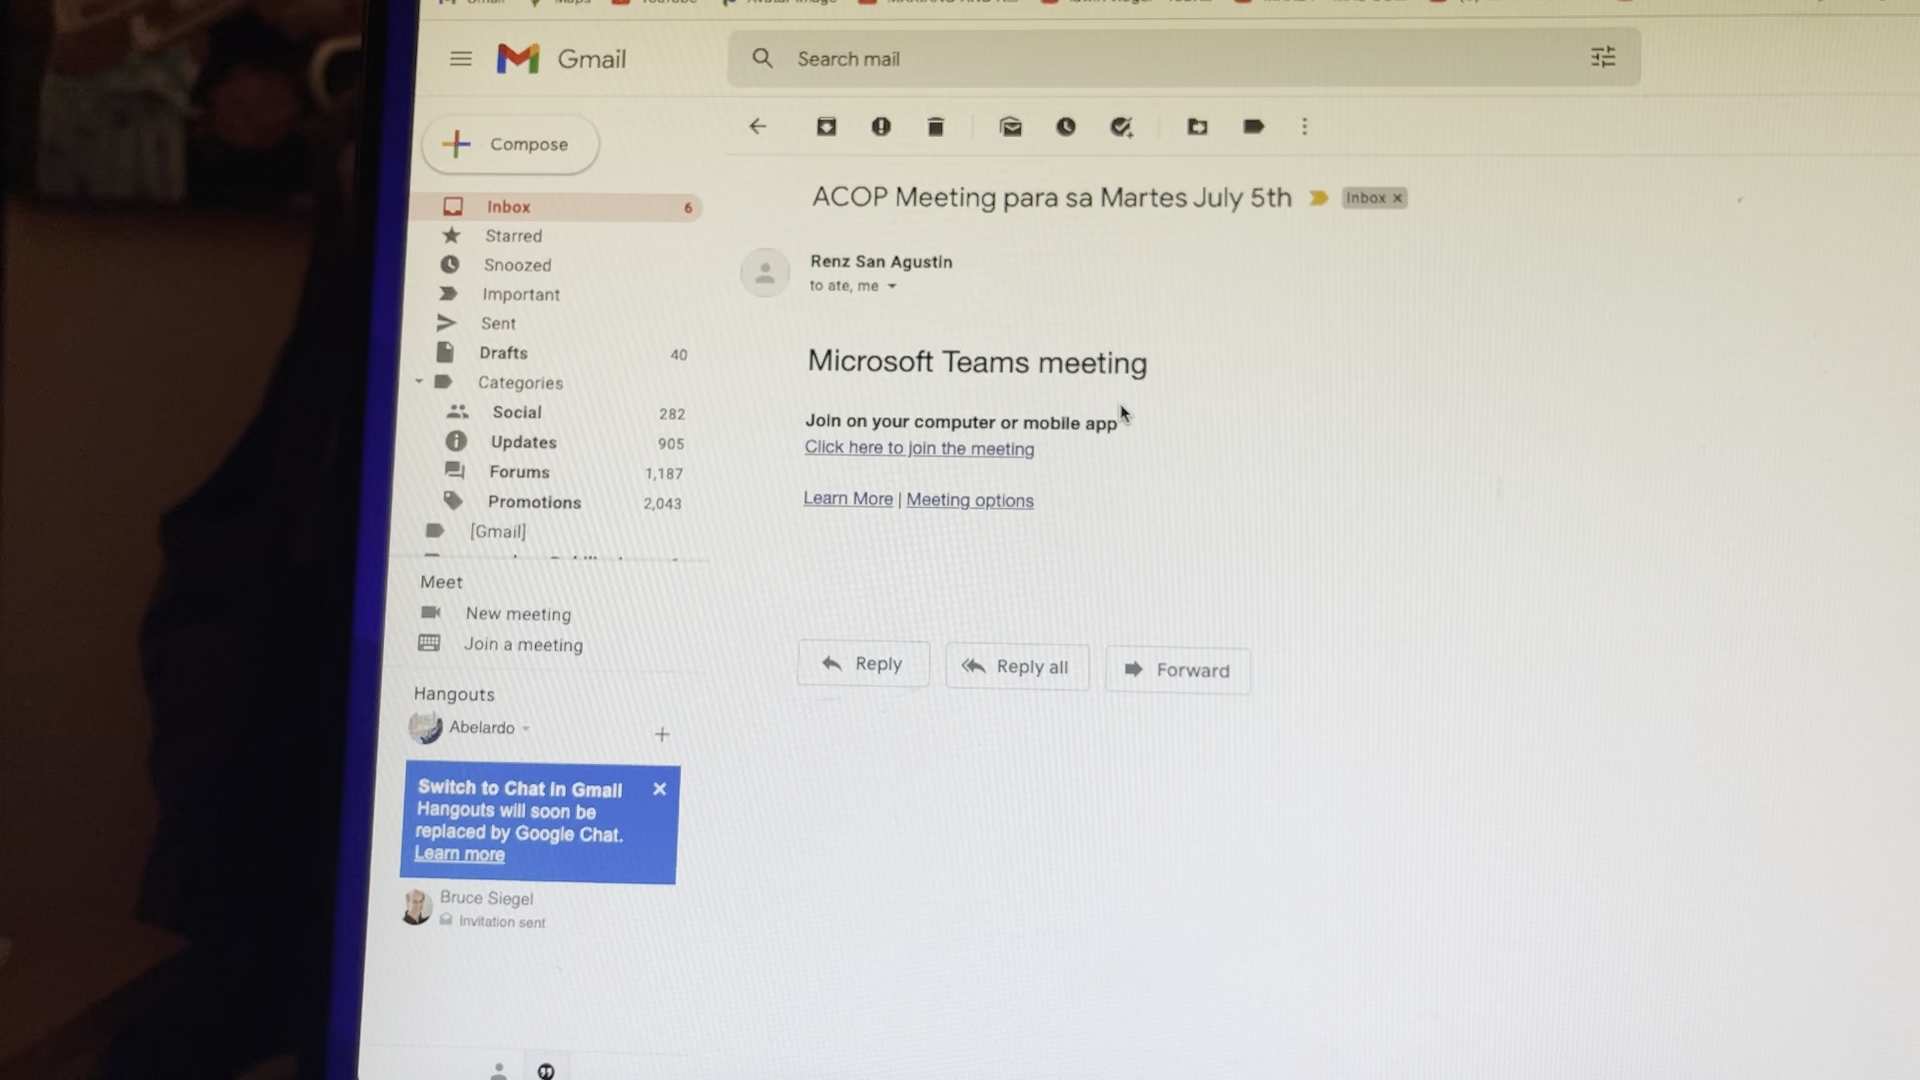 Gmail
Search mail
Compose
ACOP Meeting para sa Martes July 5th
Inbox ×
Inbox 6
Starred
Snoozed
Important
Sent
Drafts 40
Categories
Social 282
Updates 905
Forums 1,187
Promotions 2,043
[Gmail]
Renz San Agustin
to ate, me
Microsoft Teams meeting
Join on your computer or mobile app
Click here to join the meeting
Learn More | Meeting options
Reply
Reply all
Forward
Meet
New meeting
Join a meeting
Hangouts
Abelardo
Switch to Chat in Gmail
Hangouts will soon be
replaced by Google Chat.
Learn more
Bruce Siegel
Invitation sent